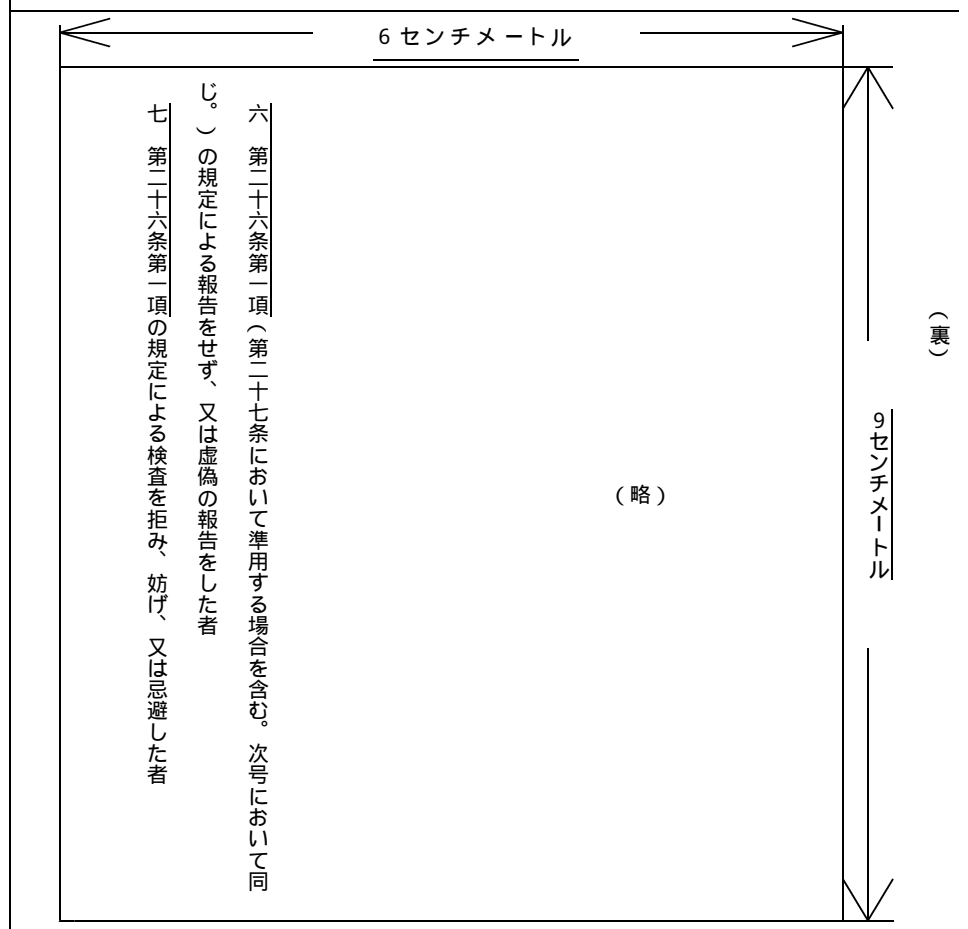 (裏)
6センチメートル
9センチメートル
(略)
六 第二十六条第一項(第二十七条において準用する場合を含む。次号において同
じ。)の規定による報告をせず、又は虚偽の報告をした者
七 第二十六条第一項の規定による検査を拒み、妨げ、又は忌避した者